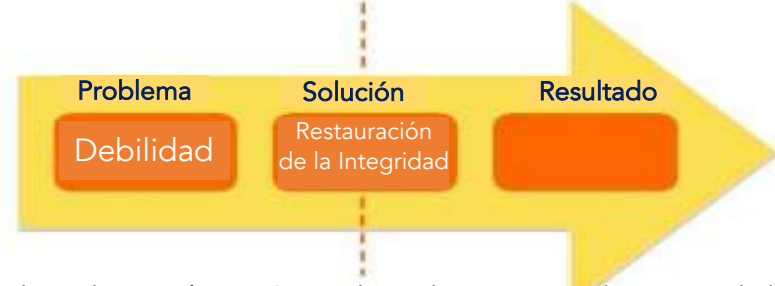 Problema
Solución
Resultado
Debilidad
Restauración
de la Integridad